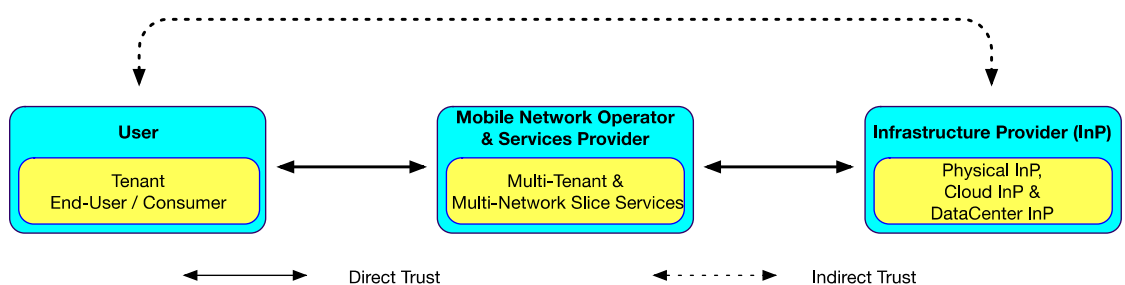 User
Tenant
End-User / Consumer
Mobile Network Operator
& Services Provider
Multi-Tenant &
Multi-Network Slice Services
Infrastructure Provider (InP)
Physical InP,
Cloud InP &
DataCenter InP
Direct Trust
Indirect Trust